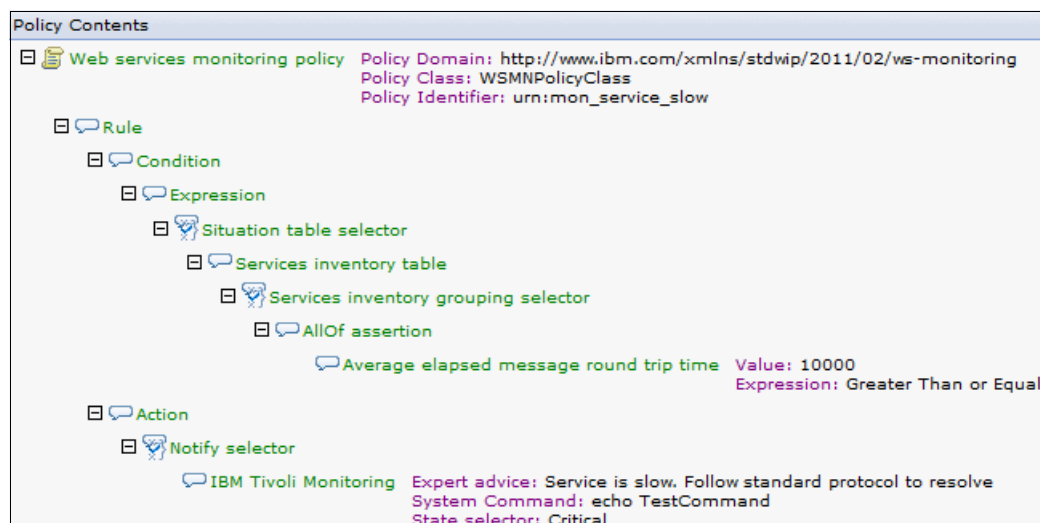 Policy Contents
Web services monitoring policy Policy Domain: http://www.ibm.com/xmlns/stdwip/2011/02/ws-monitoring
Policy Class: WSMNPolicyClass
Policy Identifier: urn:mon_service_slow
Rule
Condition
Expression
Situation table selector
Services inventory table
Services inventory grouping selector
AllOf assertion
Average elapsed message round trip time Value: 10000
Expression: Greater Than or Equal
Action
Notify selector
IBM Tivoli Monitoring Expert advice: Service is slow. Follow standard protocol to resolve
System Command: echo TestCommand
State selector: Critical